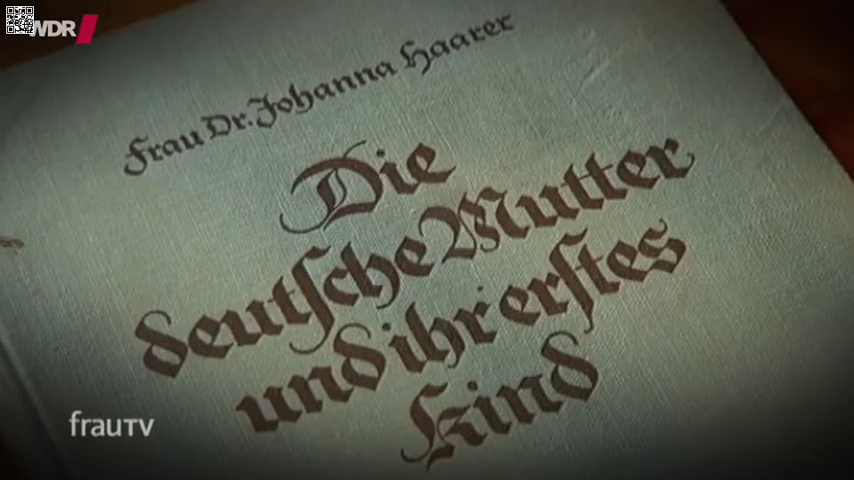 WDR
Frau Dr. Johanna Haarer
Die
deutsche Mutter
und ihr erstes
Kind
frauTV